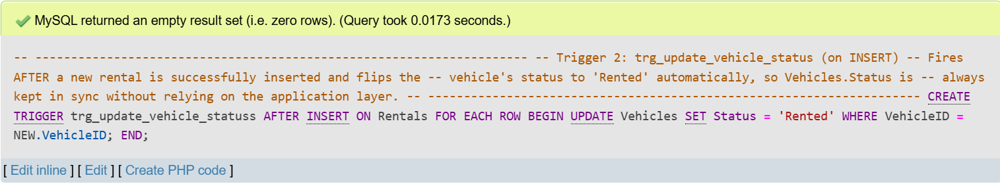 MySQL returned an empty result set (i.e. zero rows). (Query took 0.0173 seconds.)
-- --------------------------------------------------------------------- -- Trigger 2: trg_update_vehicle_status (on INSERT) -- Fires
AFTER a new rental is successfully inserted and flips the -- vehicle's status to 'Rented' automatically, so Vehicles.Status is -- always
kept in sync without relying on the application layer. -- --------------------------------------------------------------------- CREATE
TRIGGER trg_update_vehicle_statuss AFTER INSERT ON Rentals FOR EACH ROW BEGIN UPDATE Vehicles SET Status = 'Rented' WHERE VehicleID =
NEW.VehicleID; END;
[ Edit inline ] [ Edit ] [ Create PHP code ]